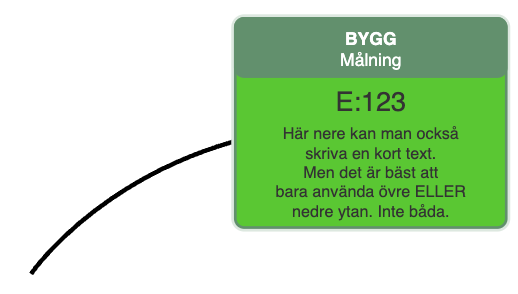 BYGG
Målning
E:123
Här nere kan man också
skriva en kort text.
Men det är bäst att
bara använda övre ELLER
nedre ytan. Inte båda.